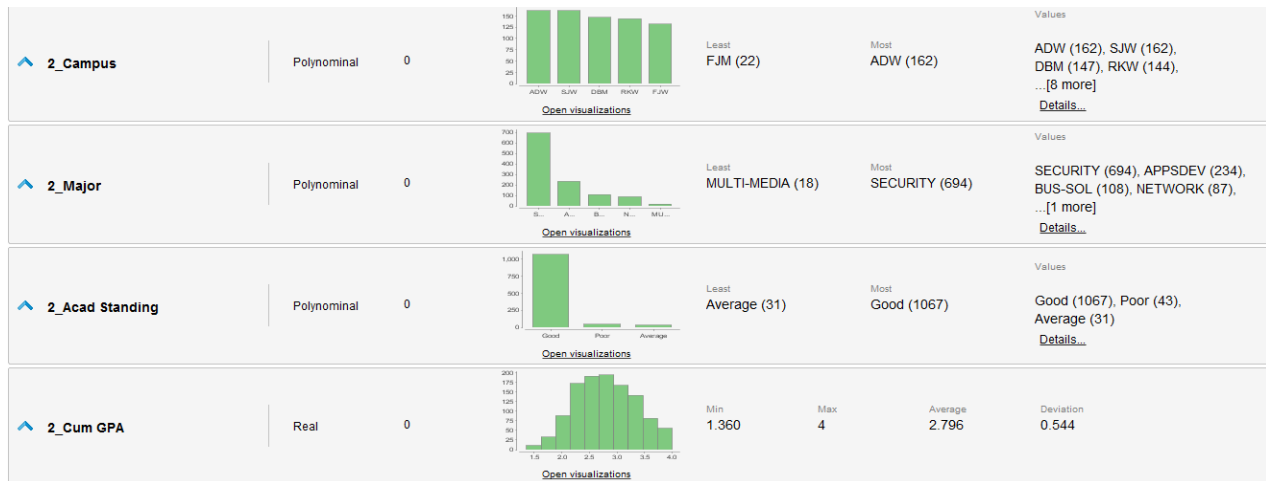 Values
150
125
100
75
50
25
0
ADW SJW DBM RKW FJW
2_Campus
Polynominal
0
Open visualizations
Least
FJM (22)
Most
ADW (162)
ADW (162), SJW (162),
DBM (147), RKW (144),
...[8 more]
Details...
Values
700
600
500
400
300
200
100
0
S... A... B... N... MU...
2_Major
Polynominal
0
Open visualizations
Least
MULTI-MEDIA (18)
Most
SECURITY (694)
SECURITY (694), APPSDEV (234),
BUS-SOL (108), NETWORK (87),
...[1 more]
Details...
Values
1,000
750
500
250
0
Good Poor Average
2_Acad Standing
Polynominal
0
Open visualizations
Least
Average (31)
Most
Good (1067)
Good (1067), Poor (43),
Average (31)
Details...
200
175
150
125
100
75
50
25
0
1.5 2.0 2.5 3.0 3.5 4.0
2_Cum GPA
Real
0
Open visualizations
Min
1.360
Max
4
Average
2.796
Deviation
0.544